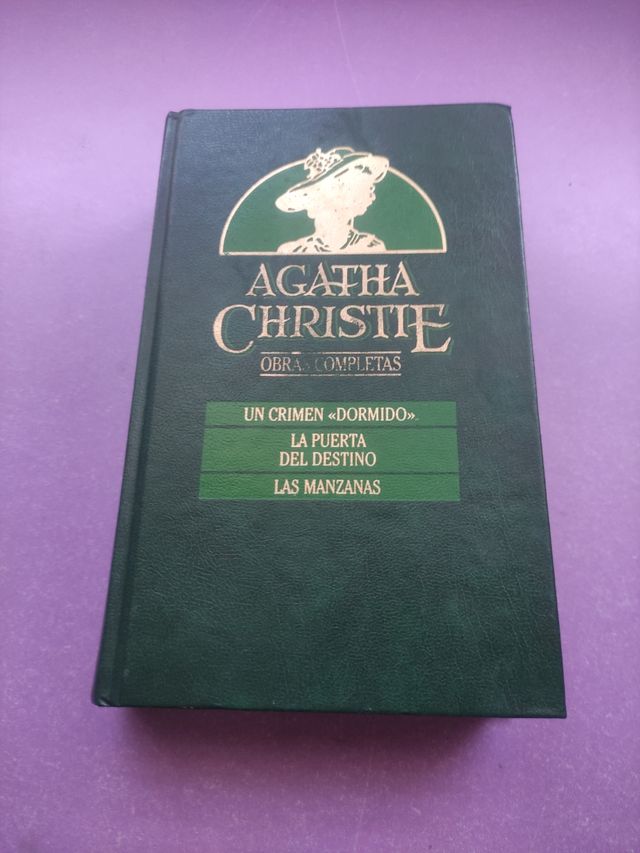 AGATHA
CHRISTIE
OBRAS COMPLETAS
UN CRIMEN «DORMIDO»
LA PUERTA
DEL DESTINO
LAS MANZANAS